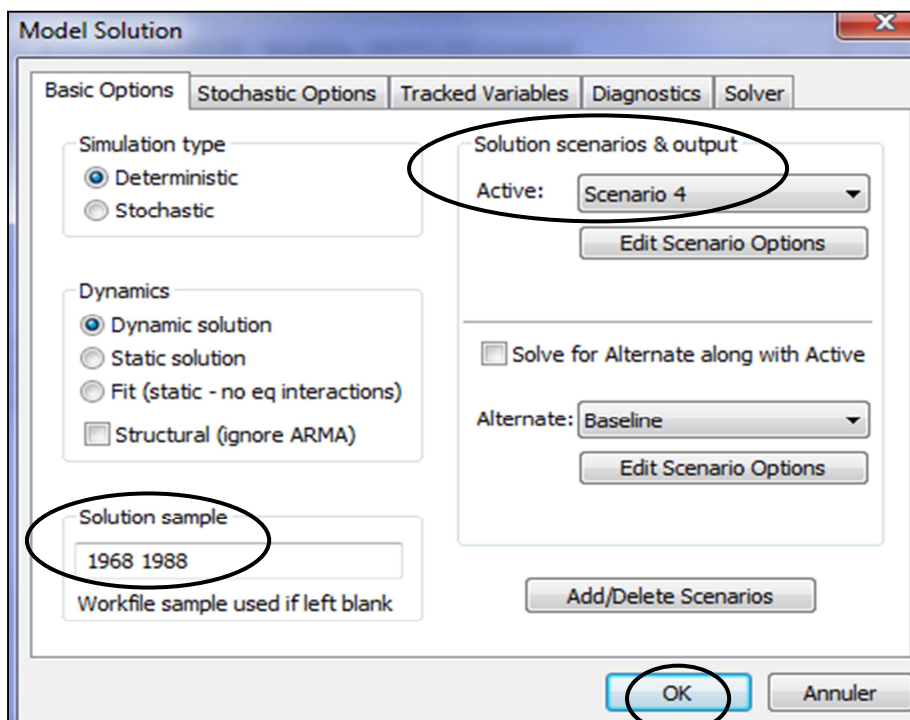 Model Solution
X
Basic Options Stochastic Options Tracked Variables Diagnostics Solver
Simulation type
Deterministic
Stochastic
Dynamics
Dynamic solution
Static solution
Fit (static - no eq interactions)
Structural (ignore ARMA)
Solution sample
1968 1988
Workfile sample used if left blank
Solution scenarios & output
Active: Scenario 4
Edit Scenario Options
Solve for Alternate along with Active
Alternate: Baseline
Edit Scenario Options
Add/Delete Scenarios
OK Annuler